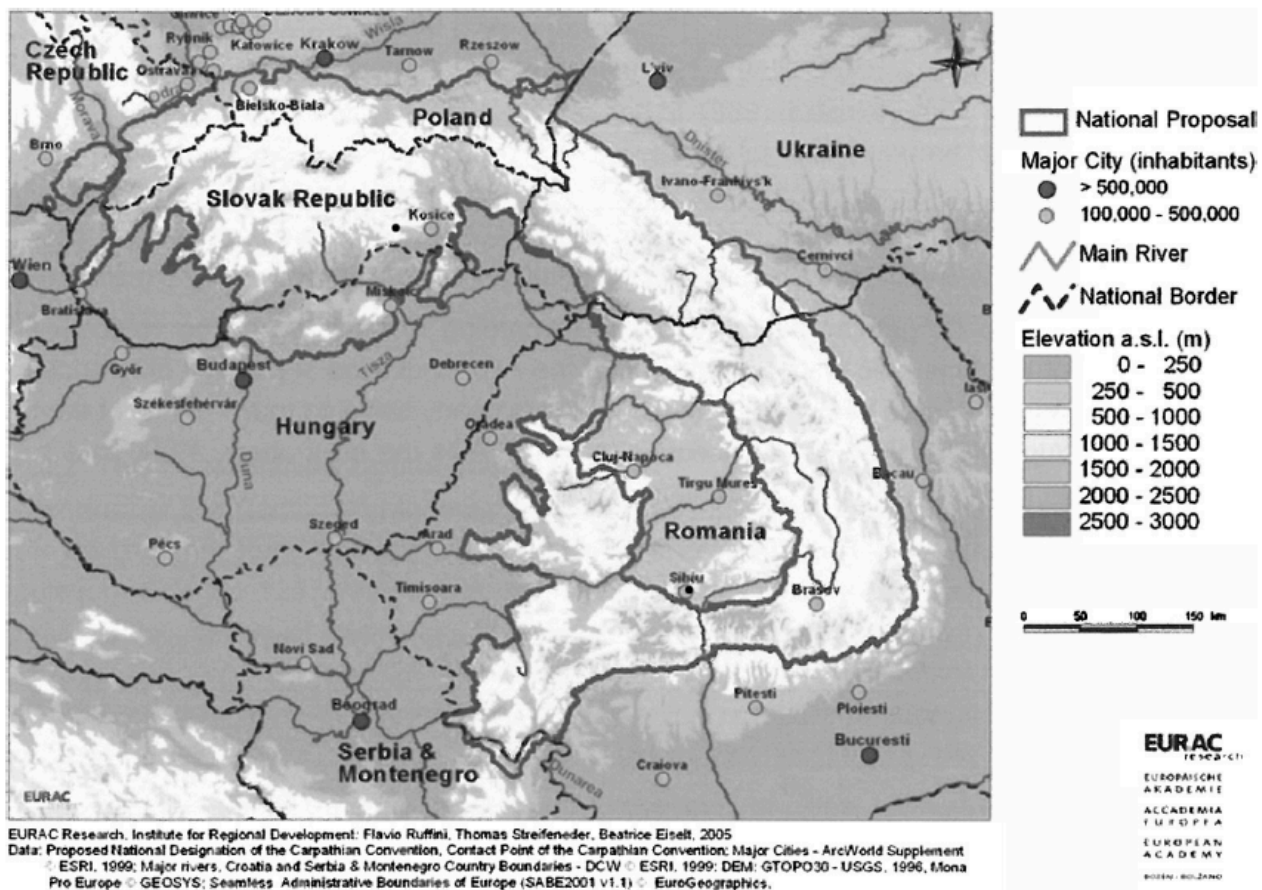 Czech
Republic
Rybnik
Katowice
Krakow
Wisla
Tarnow
Rzeszow
L'viv
Ostrava
Odra
Bielsko-Biala
Morava
Poland
Brno
Ukraine
Dnister
Ivano-Frankivs'k
Slovak Republic
Kosice
Cernivci
Wien
Bratislava
Miskolc
Györ
Budapest
Tisza
Debrecen
Iasi
Székesfehérvár
Hungary
Oradea
Duna
Cluj-Napoca
Bacau
Tirgu Mures
Szeged
Arad
Romania
Pécs
Timisoara
Sibiu
Brasov
Novi Sad
Beograd
Pitesti
Ploiesti
Serbia &
Montenegro
Bucuresti
Craiova
Dunarea
EURAC
National Proposal
Major City (inhabitants)
> 500,000
100,000 - 500,000
Main River
National Border
Elevation a.s.l. (m)
0 - 250
250 - 500
500 - 1000
1000 - 1500
1500 - 2000
2000 - 2500
2500 - 3000
0 50 100 150 km
EURAC
research
EUROPÄISCHE
AKADEMIE
ACCADEMIA
EUROPEA
EUROPEAN
ACADEMY
BOZEN - BOLZANO
EURAC Research, Institute for Regional Development: Flavio Ruffini, Thomas Streifeneder, Beatrice Eiselt, 2005
Data: Proposed National Designation of the Carpathian Convention, Contact Point of the Carpathian Convention; Major Cities - ArcWorld Supplement
© ESRI, 1999; Major rivers, Croatia and Serbia & Montenegro Country Boundaries - DCW © ESRI, 1999; DEM: GTOPO30 - USGS, 1996, Mona
Pro Europe © GEOSYS; Seamless Administrative Boundaries of Europe (SABE2001 v1.1) © EuroGeographics.